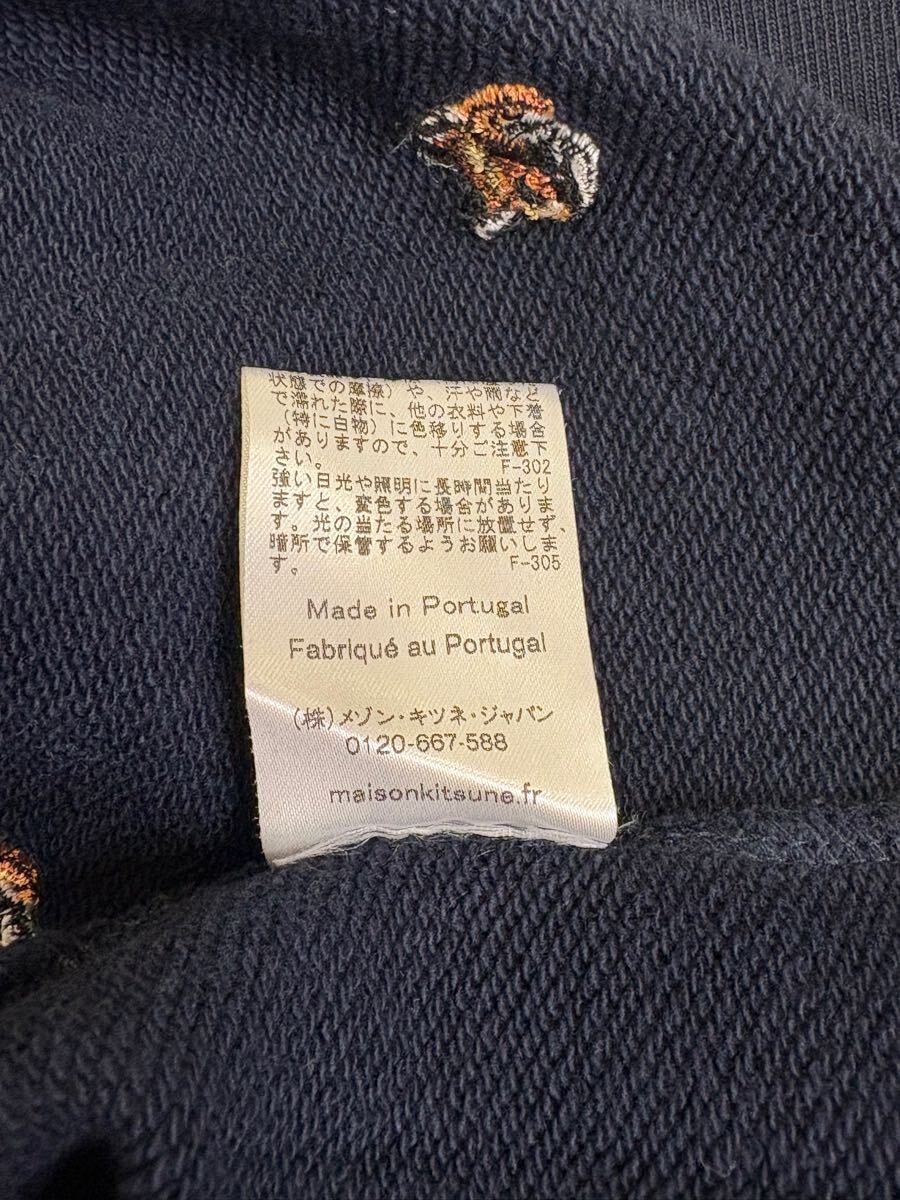 状態での摩擦）や、汗や雨など
で濡れた際に、他の衣料や下着
（特に白物）に色移りする場合
がありますので、十分ご注意下
さい。 F-302
強い日光や照明に長時間当たり
ますと、変色する場合がありま
す。光の当たる場所に放置せず、
暗所で保管するようお願いしま
す。 F-305
Made in Portugal
Fabriqué au Portugal
（株）メゾン・キツネ・ジャパン
0120-667-588
maisonkitsune.fr